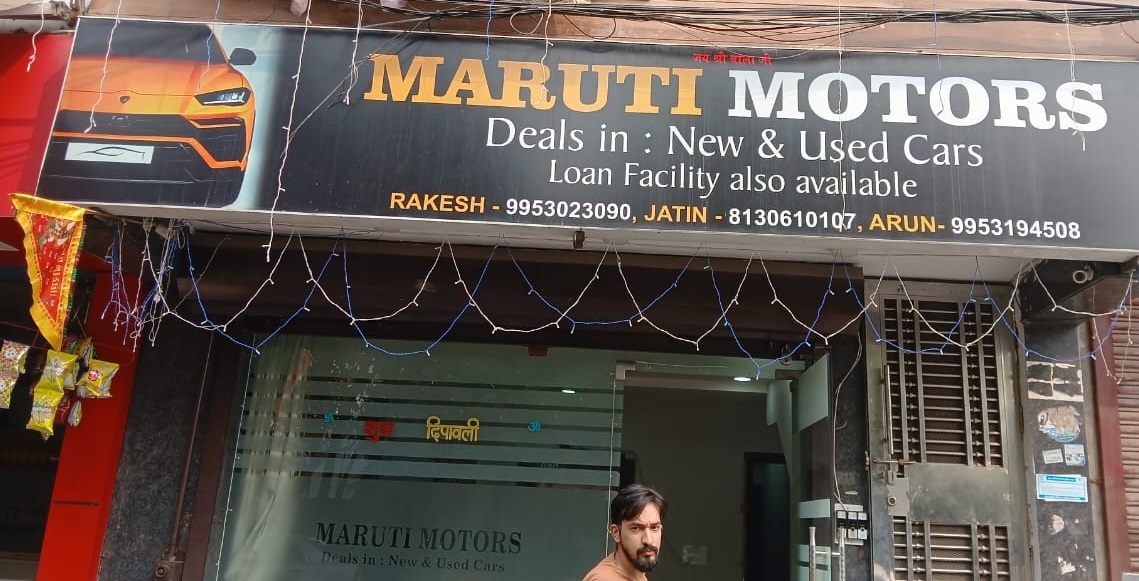 जय श्री बाला जी
MARUTI MOTORS
Deals in : New & Used Cars
Loan Facility also available
RAKESH - 9953023090, JATIN - 8130610107, ARUN- 9953194508
ॐ शुभ दिपावली ॐ
MARUTI MOTORS
Deals in : New & Used Cars